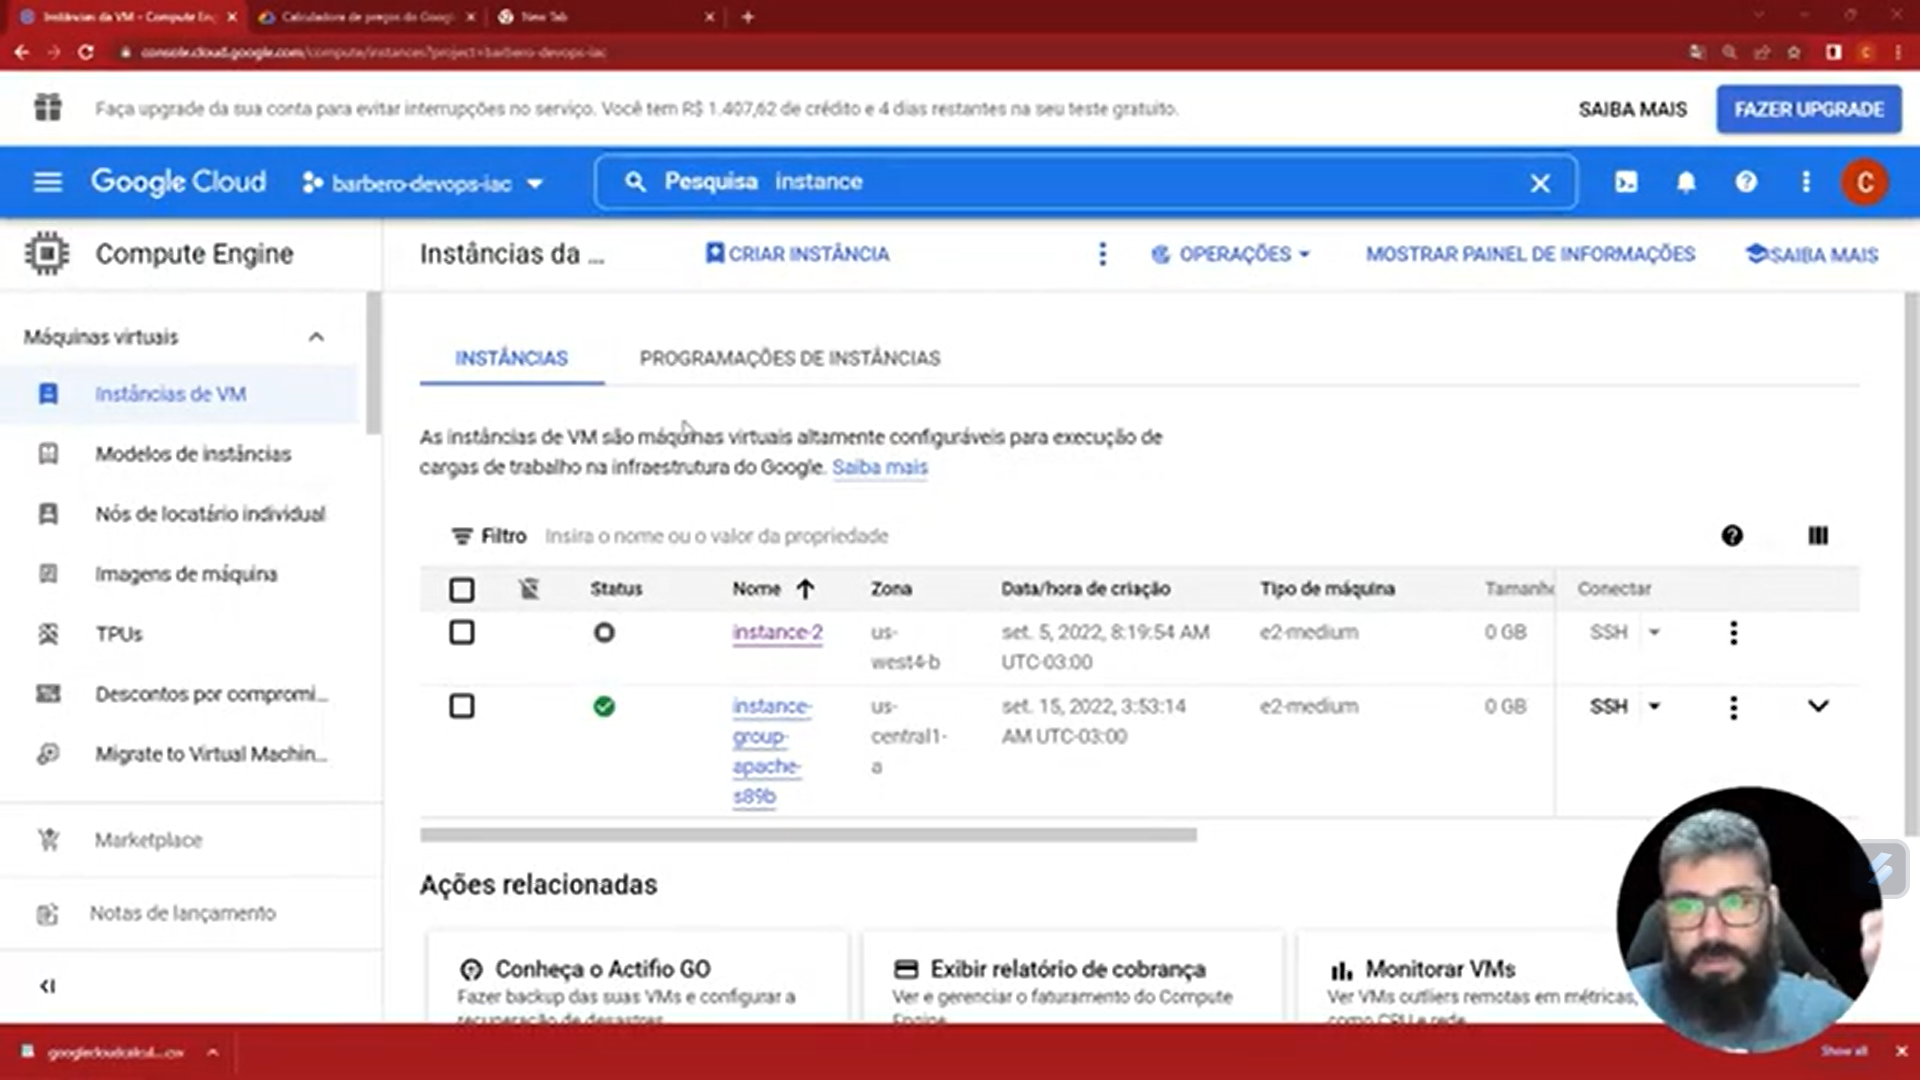 Instâncias da VM - Compute En
Calculadora de preços do Googl
New Tab
console.cloud.google.com/compute/instances?project=barbero-devops-iac
Faça upgrade da sua conta para evitar interrupções no serviço. Você tem R$ 1.407,62 de crédito e 4 dias restantes na seu teste gratuito.
SAIBA MAIS
FAZER UPGRADE
Google Cloud
barbero-devops-iac
Pesquisa instance
C
Compute Engine
Instâncias da ...
CRIAR INSTÂNCIA
OPERAÇÕES
MOSTRAR PAINEL DE INFORMAÇÕES
SAIBA MAIS
Máquinas virtuais
Instâncias de VM
Modelos de instâncias
Nós de locatário individual
Imagens de máquina
TPUs
Descontos por compromi...
Migrate to Virtual Machin...
Marketplace
Notas de lançamento
INSTÂNCIAS
PROGRAMAÇÕES DE INSTÂNCIAS
As instâncias de VM são máquinas virtuais altamente configuráveis para execução de
cargas de trabalho na infraestrutura do Google. Saiba mais
Filtro Insira o nome ou o valor da propriedade
Status Nome Zona Data/hora de criação Tipo de máquina Tamanho Conectar
instance-2 us- set. 5, 2022, 8:19:54 AM e2-medium 0 GB SSH
west4-b UTC-03:00
instance- us- set. 15, 2022, 3:53:14 e2-medium 0 GB SSH
group- central1- AM UTC-03:00
apache- a
s89b
Ações relacionadas
Conheça o Actifio GO
Fazer backup das suas VMs e configurar a
recuperação de desastres
Exibir relatório de cobrança
Ver e gerenciar o faturamento do Compute
Engine
Monitorar VMs
Ver VMs outliers remotas em métricas,
como CPU e rede
Show all